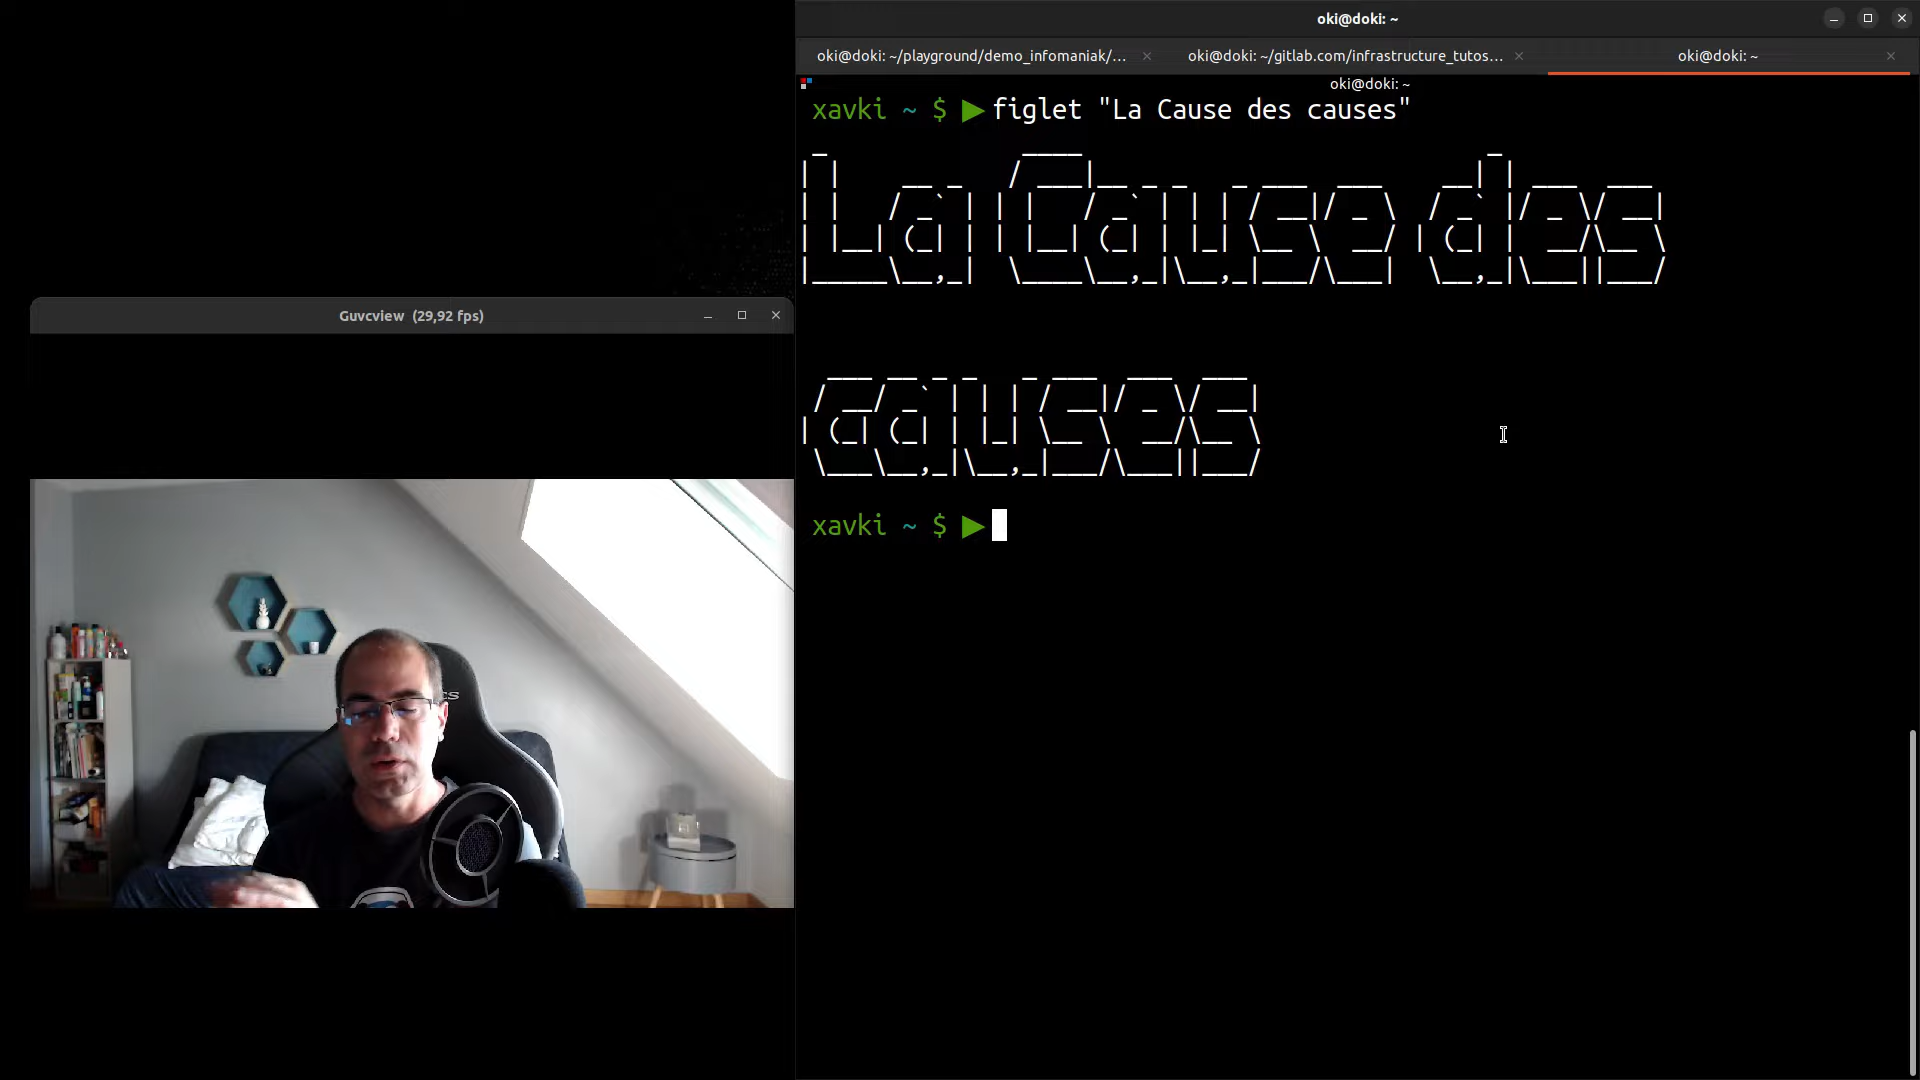 oki@doki: ~
oki@doki: ~/playground/demo_infomaniak/...
oki@doki: ~/gitlab.com/infrastructure_tutos...
oki@doki: ~
oki@doki: ~
xavki ~ $ ▶ figlet "La Cause des causes"
La Cause des
causes
xavki ~ $ ▶
Guvcview (29,92 fps)